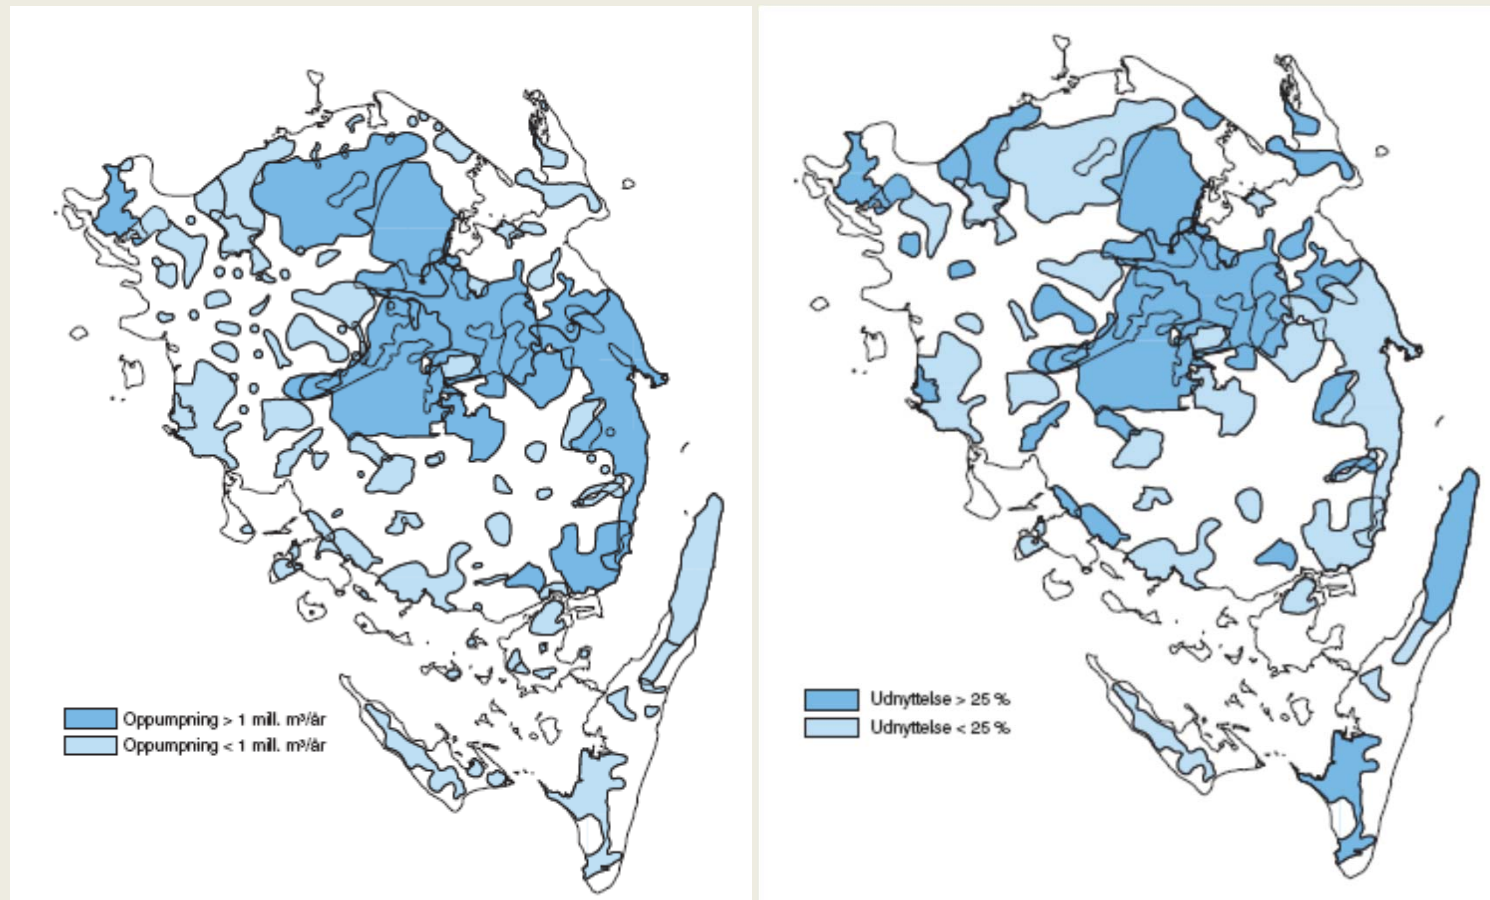 Oppumpning > 1 mill. m³/år
Oppumpning < 1 mill. m³/år
Udnyttelse > 25 %
Udnyttelse < 25 %